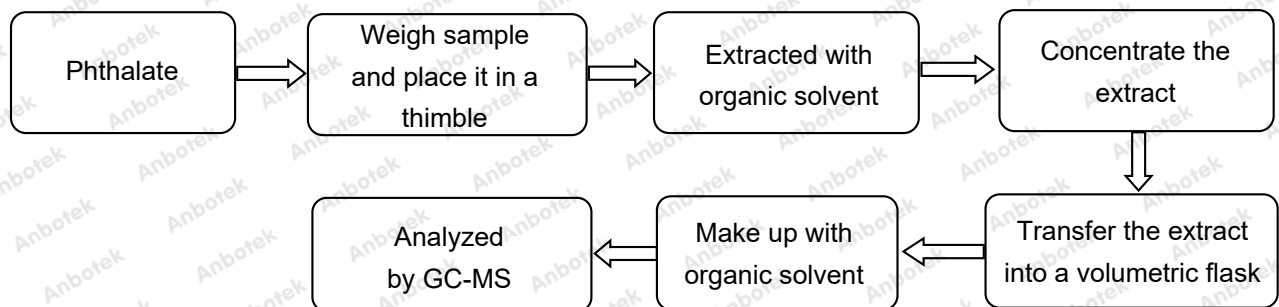 Phthalate
Weigh sample
and place it in a
thimble
Extracted with
organic solvent
Concentrate the
extract
Transfer the extract
into a volumetric flask
Make up with
organic solvent
Analyzed
by GC-MS
Anbotek